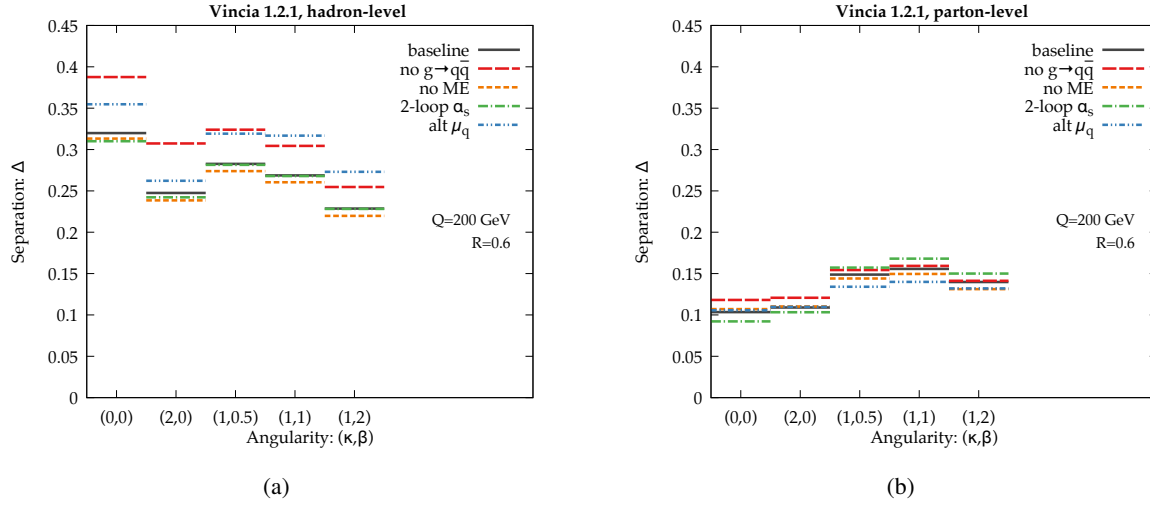 Vincia 1.2.1, hadron-level
Separation: Δ
0.45
0.4
0.35
0.3
0.25
0.2
0.15
0.1
0.05
0
baseline
no g→qq̅
no ME
2-loop αs
alt μq
Q=200 GeV
R=0.6
(0,0) (2,0) (1,0.5) (1,1) (1,2)
Angularity: (κ,β)
(a)
Vincia 1.2.1, parton-level
Separation: Δ
0.45
0.4
0.35
0.3
0.25
0.2
0.15
0.1
0.05
0
baseline
no g→qq̅
no ME
2-loop αs
alt μq
Q=200 GeV
R=0.6
(0,0) (2,0) (1,0.5) (1,1) (1,2)
Angularity: (κ,β)
(b)